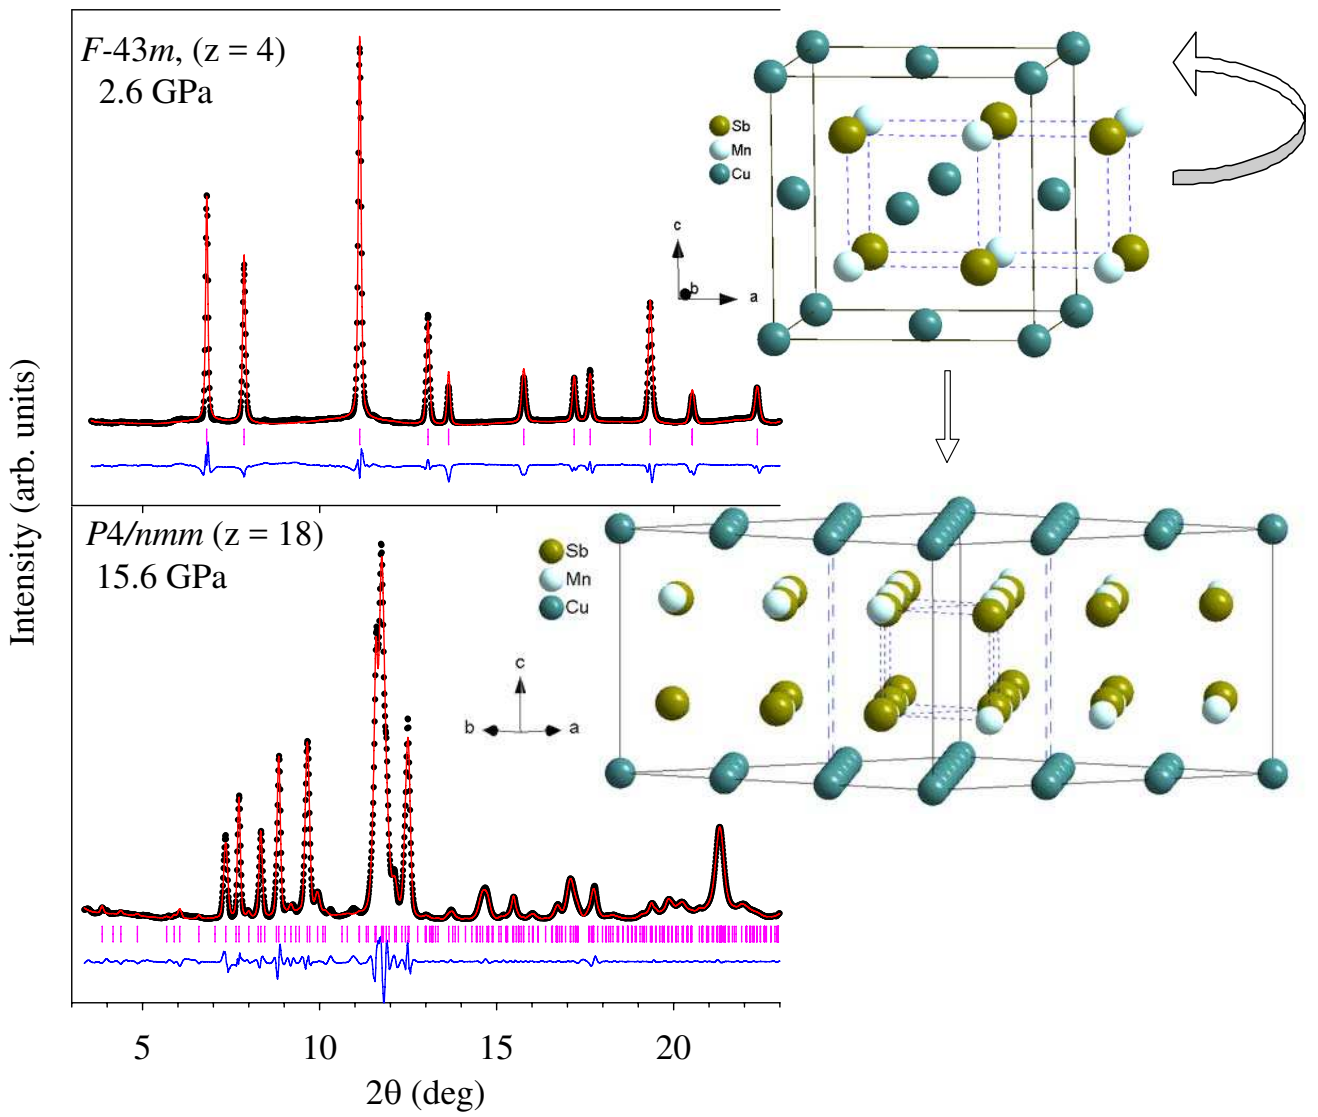 F-43m, (z = 4)
2.6 GPa
Sb
Mn
Cu
c
b
a
P4/nmm (z = 18)
15.6 GPa
Sb
Mn
Cu
c
b
a
Intensity (arb. units)
5 10 15 20
2θ (deg)